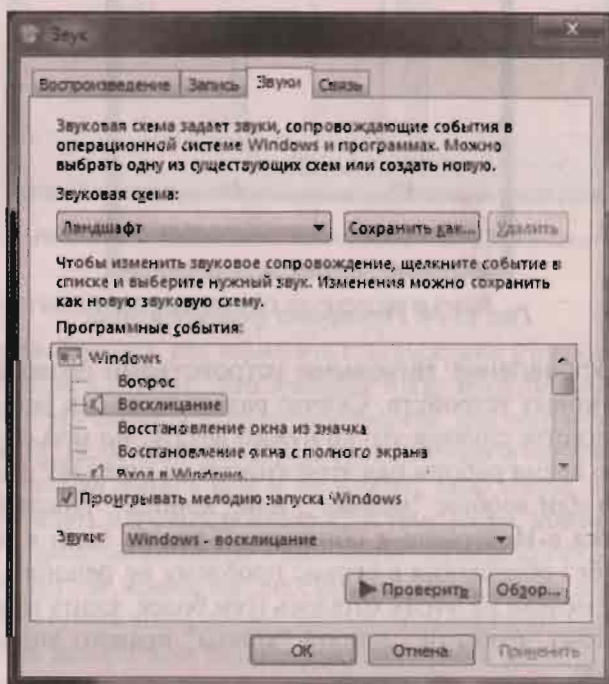 Звук
Воспроизведение Запись Звуки Связь
Звуковая схема задает звуки, сопровождающие события в
операционной системе Windows и программах. Можно
выбрать одну из существующих схем или создать новую.
Звуковая схема:
Ландшафт Сохранить как... Удалить
Чтобы изменить звуковое сопровождение, щелкните событие в
списке и выберите нужный звук. Изменения можно сохранить
как новую звуковую схему.
Программные события:
Windows
Вопрос
Восклицание
Восстановление окна из значка
Восстановление окна с полного экрана
Вход в Windows
Проигрывать мелодию запуска Windows
Звуки: Windows - восклицание
Проверить Обзор...
ОК Отмена Применить